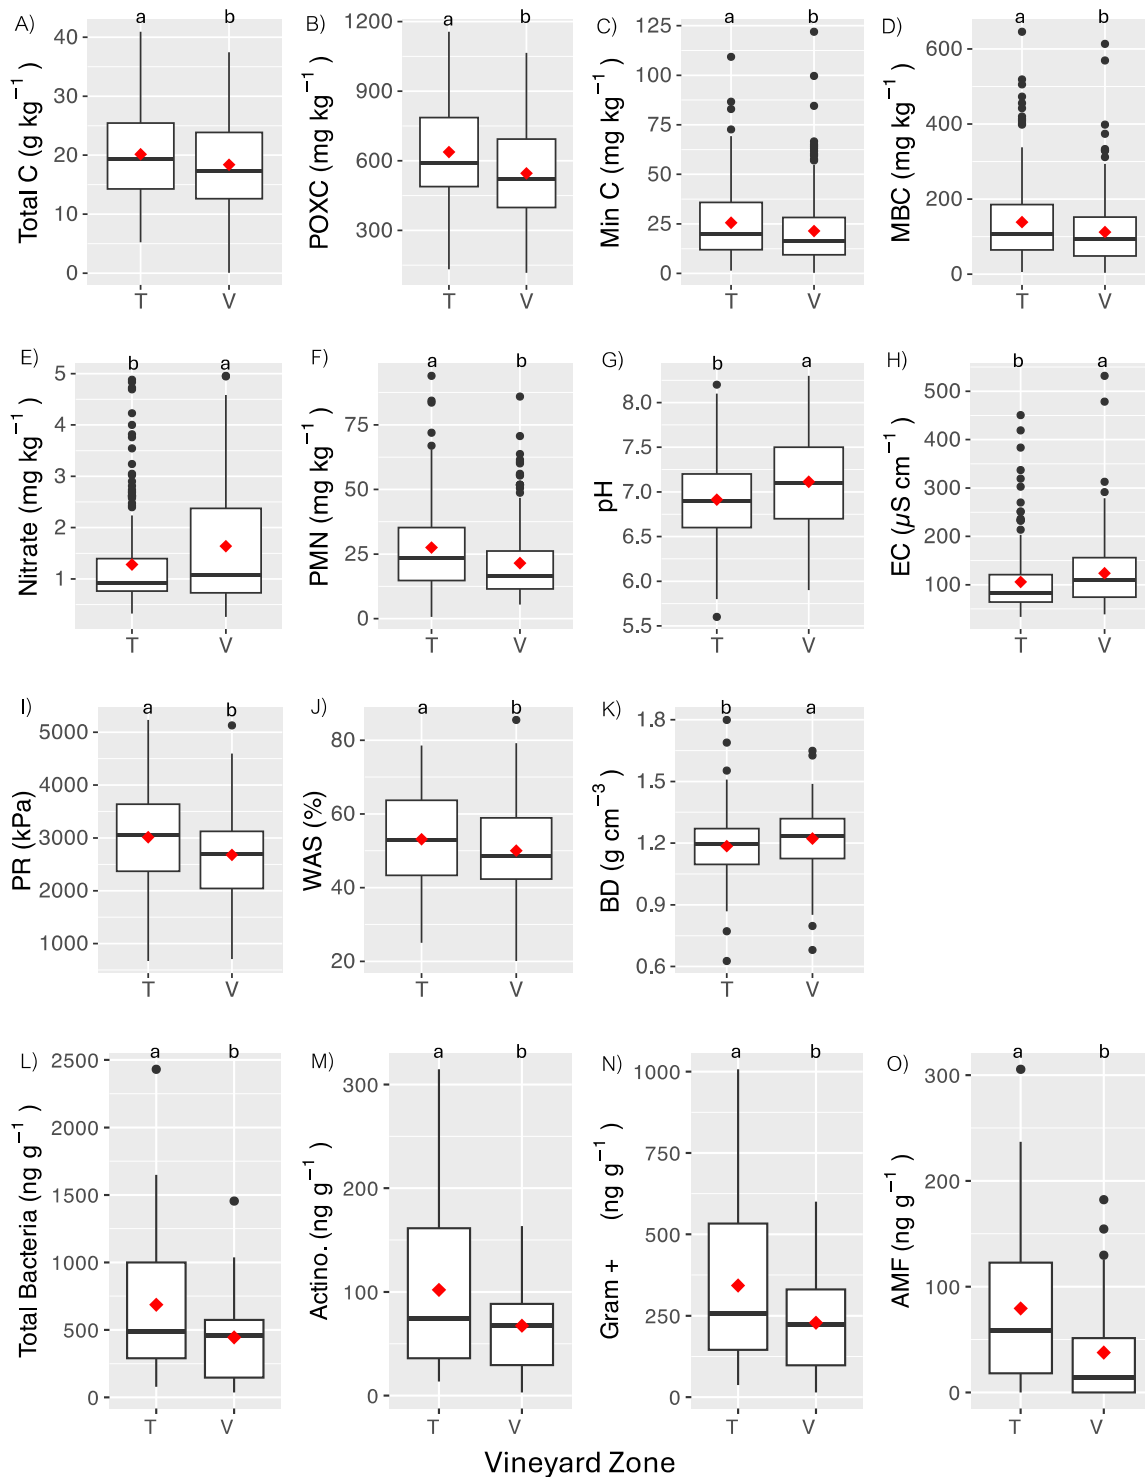 A)
a
b
Total C (g kg⁻¹)
40
30
20
10
0
T
V
B)
a
b
POXC (mg kg⁻¹)
1200
900
600
300
T
V
C)
a
b
Min C (mg kg⁻¹)
125
100
75
50
25
0
T
V
D)
a
b
MBC (mg kg⁻¹)
600
400
200
0
T
V
E)
b
a
Nitrate (mg kg⁻¹)
5
4
3
2
1
T
V
F)
a
b
PMN (mg kg⁻¹)
75
50
25
0
T
V
G)
b
a
pH
8.0
7.5
7.0
6.5
6.0
5.5
T
V
H)
b
a
EC (µS cm⁻¹)
500
400
300
200
100
T
V
I)
a
b
PR (kPa)
5000
4000
3000
2000
1000
T
V
J)
a
b
WAS (%)
80
60
40
20
T
V
K)
b
a
BD (g cm⁻³)
1.8
1.5
1.2
0.9
0.6
T
V
L)
a
b
Total Bacteria (ng g⁻¹)
2500
2000
1500
1000
500
0
T
V
M)
a
b
Actino. (ng g⁻¹)
300
200
100
0
T
V
N)
a
b
Gram + (ng g⁻¹)
1000
750
500
250
0
T
V
O)
a
b
AMF (ng g⁻¹)
300
200
100
0
T
V
Vineyard Zone